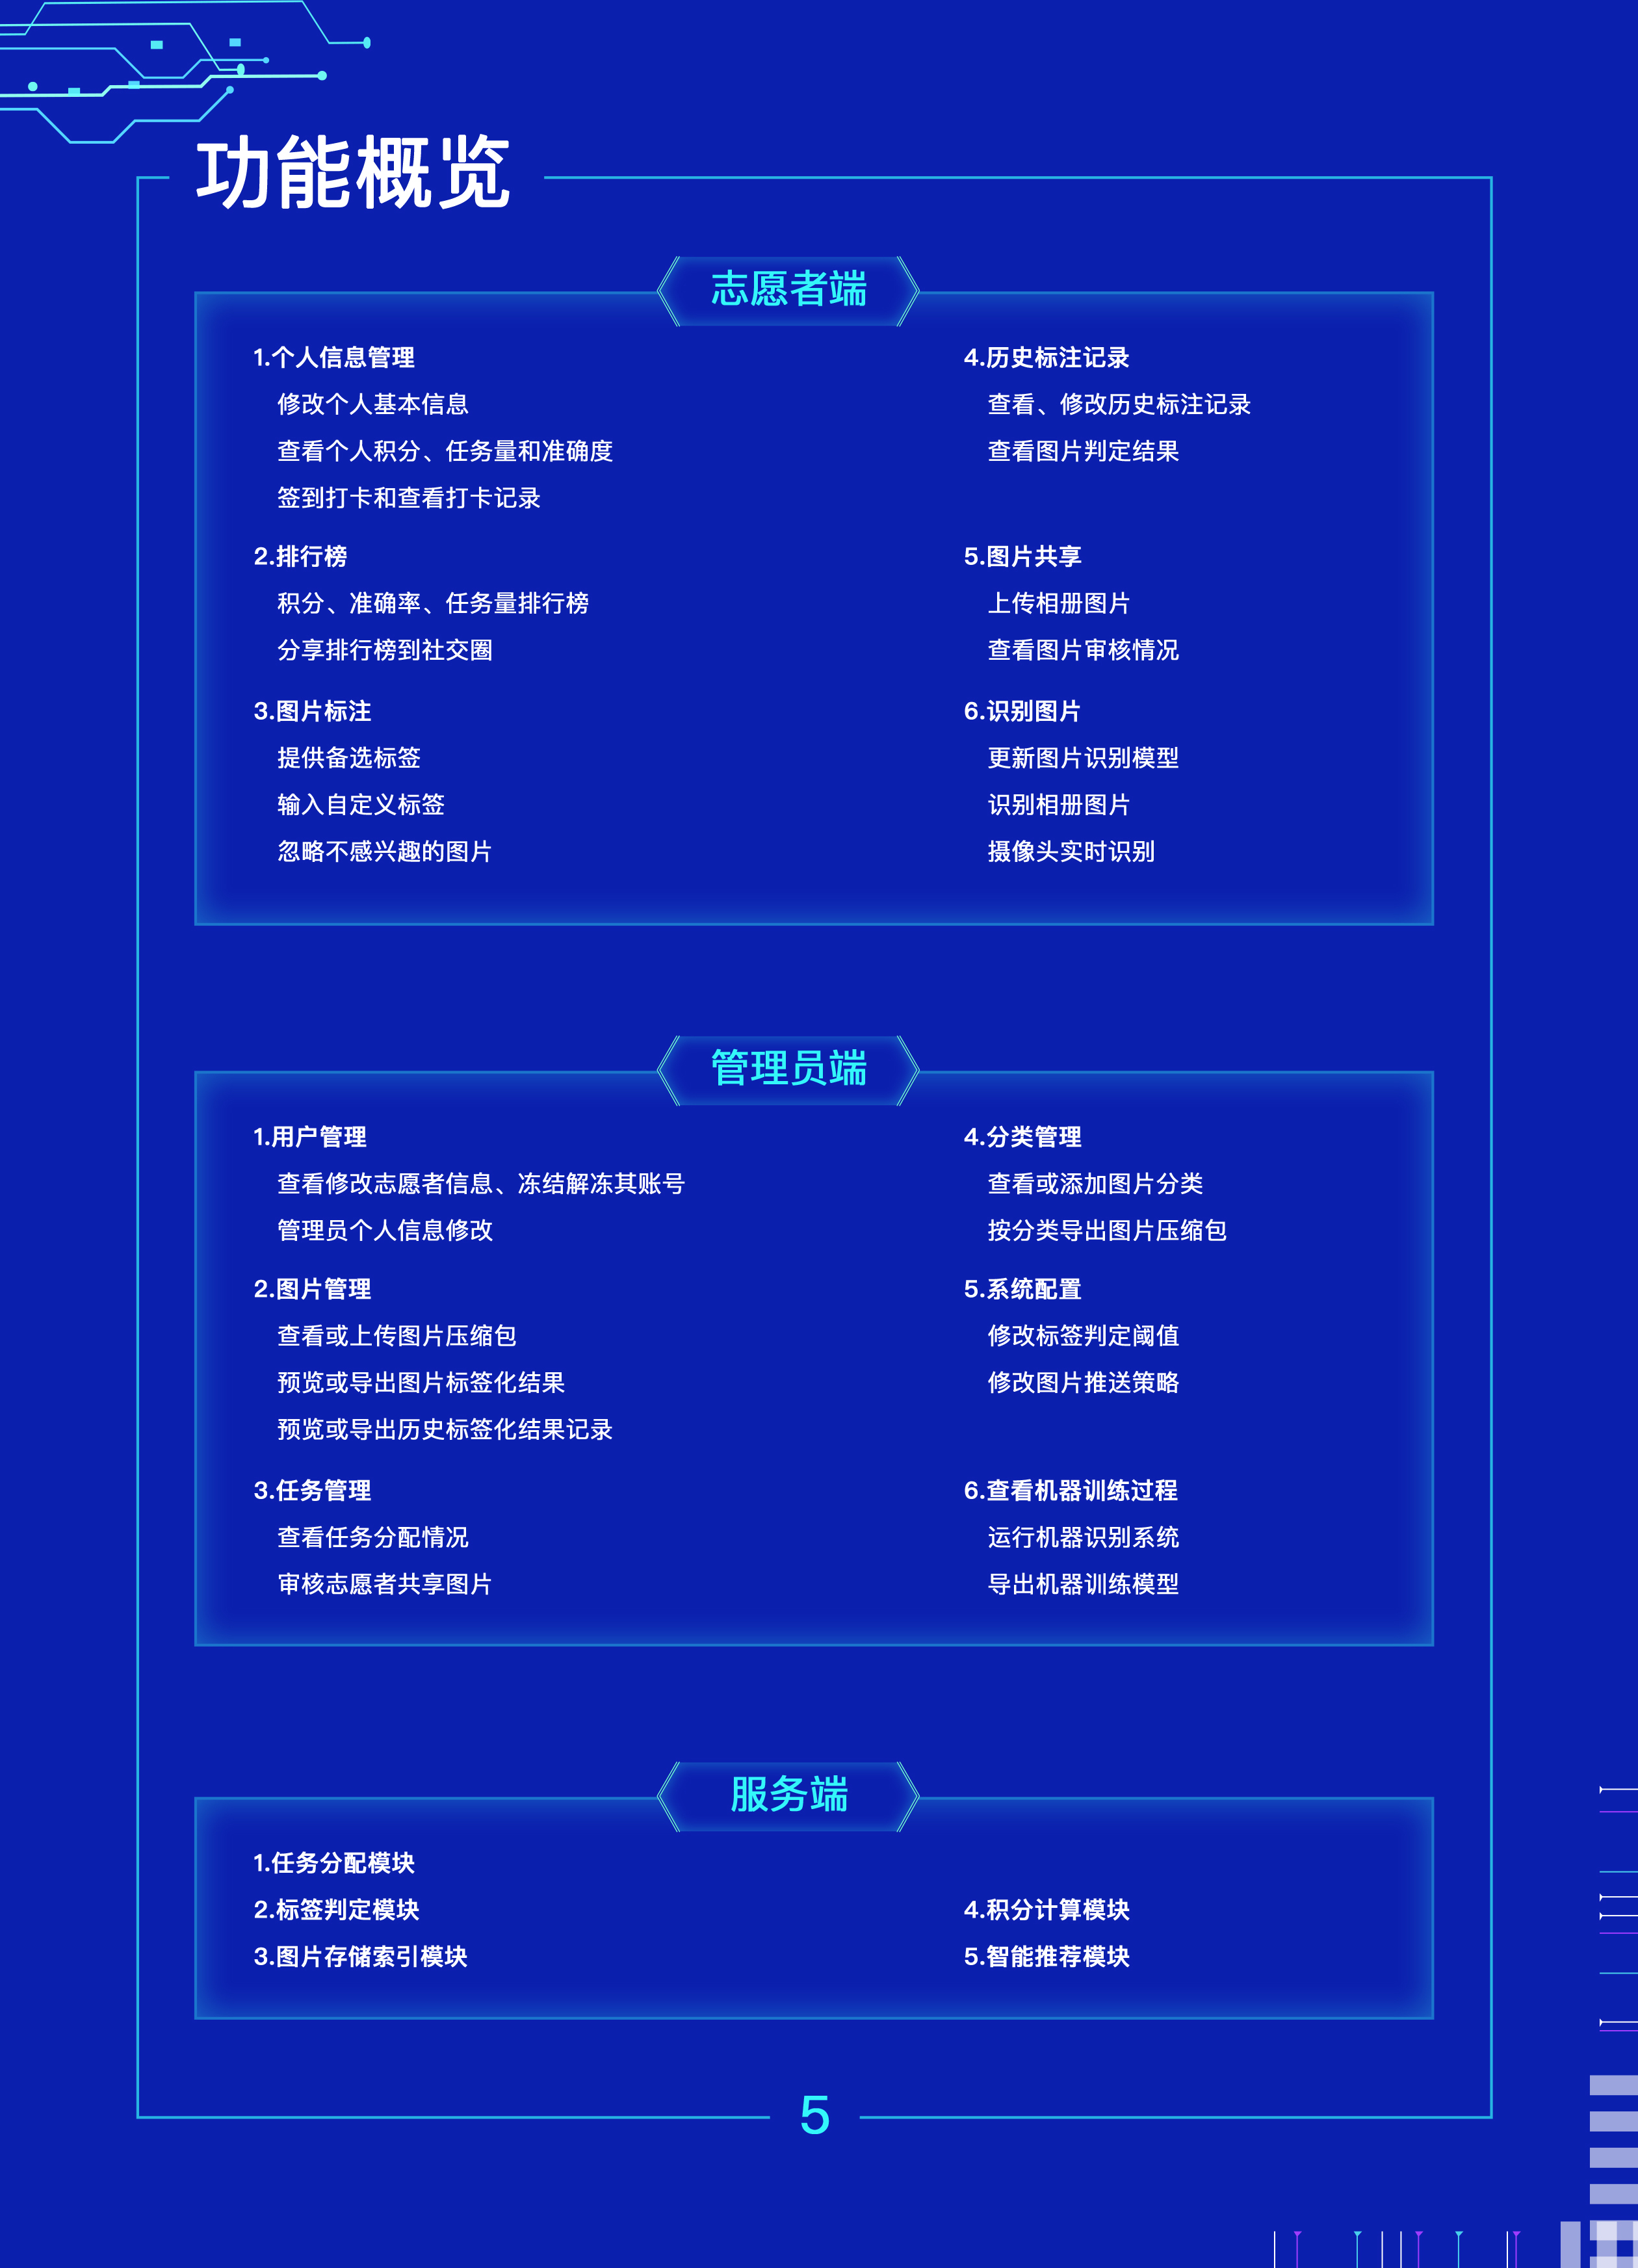 功能概览
志愿者端
1.个人信息管理
修改个人基本信息
查看个人积分、任务量和准确度
签到打卡和查看打卡记录
2.排行榜
积分、准确率、任务量排行榜
分享排行榜到社交圈
3.图片标注
提供备选标签
输入自定义标签
忽略不感兴趣的图片
4.历史标注记录
查看、修改历史标注记录
查看图片判定结果
5.图片共享
上传相册图片
查看图片审核情况
6.识别图片
更新图片识别模型
识别相册图片
摄像头实时识别
管理员端
1.用户管理
查看修改志愿者信息、冻结解冻其账号
管理员个人信息修改
2.图片管理
查看或上传图片压缩包
预览或导出图片标签化结果
预览或导出历史标签化结果记录
3.任务管理
查看任务分配情况
审核志愿者共享图片
4.分类管理
查看或添加图片分类
按分类导出图片压缩包
5.系统配置
修改标签判定阈值
修改图片推送策略
6.查看机器训练过程
运行机器识别系统
导出机器训练模型
服务端
1.任务分配模块
2.标签判定模块
3.图片存储索引模块
4.积分计算模块
5.智能推荐模块
5